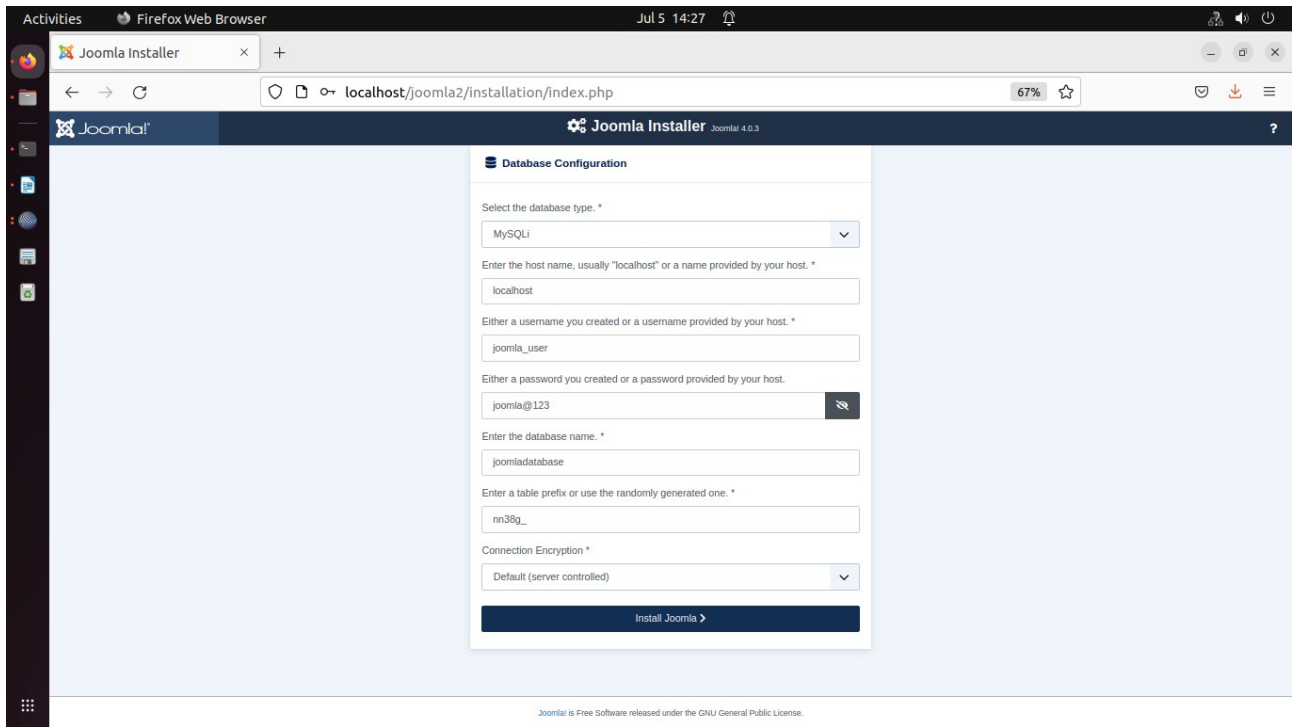 Activities Firefox Web Browser Jul 5 14:27
Joomla Installer
localhost/joomla2/installation/index.php 67%
Joomla!® Joomla Installer Joomla! 4.0.3 ?
Database Configuration
Select the database type. *
MySQLi
Enter the host name, usually "localhost" or a name provided by your host. *
localhost
Either a username you created or a username provided by your host. *
joomla_user
Either a password you created or a password provided by your host.
joomla@123
Enter the database name. *
joomladatabase
Enter a table prefix or use the randomly generated one. *
nn38g_
Connection Encryption *
Default (server controlled)
Install Joomla
Joomla! is Free Software released under the GNU General Public License.